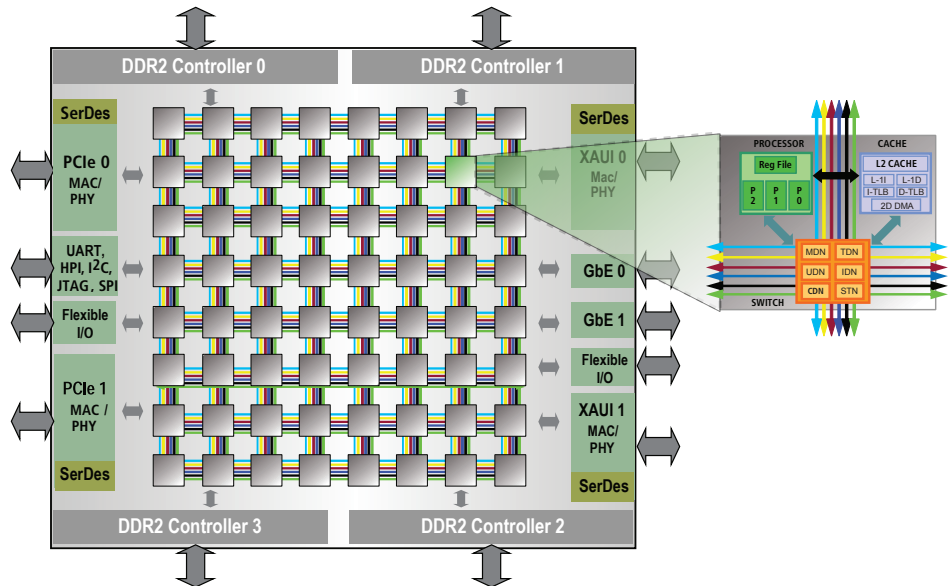 DDR2 Controller 0
DDR2 Controller 1
SerDes
PCIe 0
MAC/
PHY
UART,
HPI, I2C,
JTAG, SPI
Flexible
I/O
PCIe 1
MAC /
PHY
SerDes
SerDes
XAUI 0
Mac/
PHY
GbE 0
GbE 1
Flexible
I/O
XAUI 1
MAC/
PHY
SerDes
DDR2 Controller 3
DDR2 Controller 2
PROCESSOR
Reg File
P
2
P
1
P
0
CACHE
L2 CACHE
L-1I
L-1D
I-TLB
D-TLB
2D DMA
MDN
TDN
UDN
IDN
CDN
STN
SWITCH